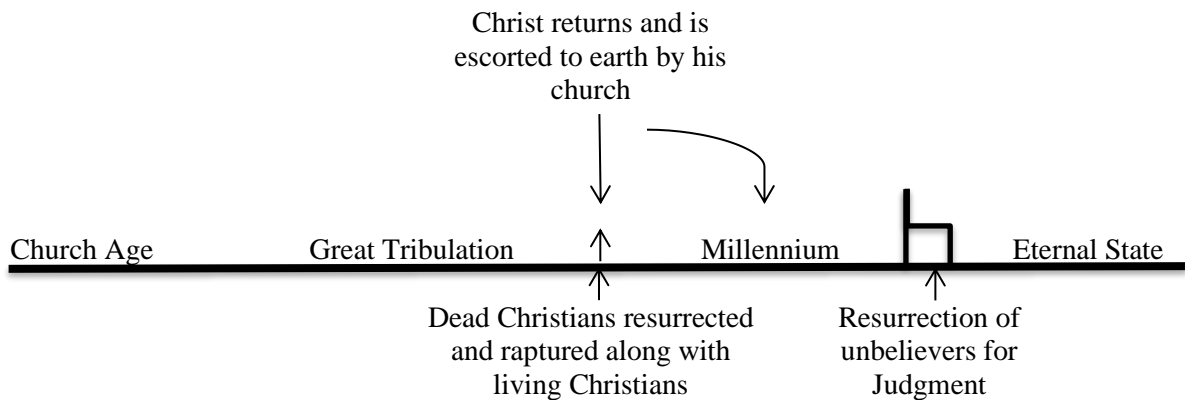 Christ returns and is
escorted to earth by his
church
Church Age
Great Tribulation
Millennium
Eternal State
Dead Christians resurrected
and raptured along with
living Christians
Resurrection of
unbelievers for
Judgment